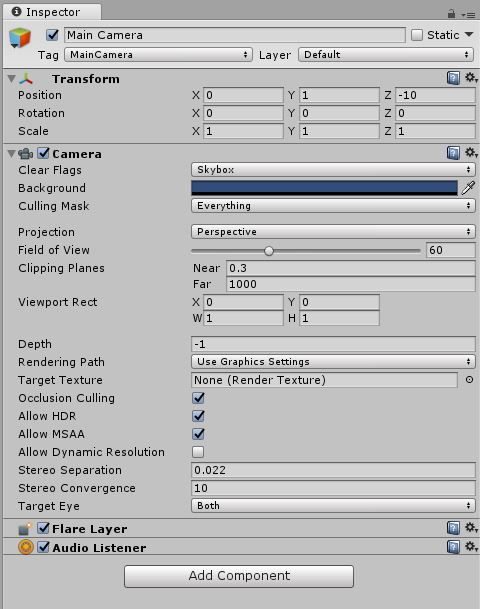 Inspector
Main Camera Static
Tag MainCamera Layer Default
Transform
Position X 0 Y 1 Z -10
Rotation X 0 Y 0 Z 0
Scale X 1 Y 1 Z 1
Camera
Clear Flags Skybox
Background
Culling Mask Everything
Projection Perspective
Field of View 60
Clipping Planes Near 0.3
Far 1000
Viewport Rect X 0 Y 0
W 1 H 1
Depth -1
Rendering Path Use Graphics Settings
Target Texture None (Render Texture)
Occlusion Culling
Allow HDR
Allow MSAA
Allow Dynamic Resolution
Stereo Separation 0.022
Stereo Convergence 10
Target Eye Both
Flare Layer
Audio Listener
Add Component